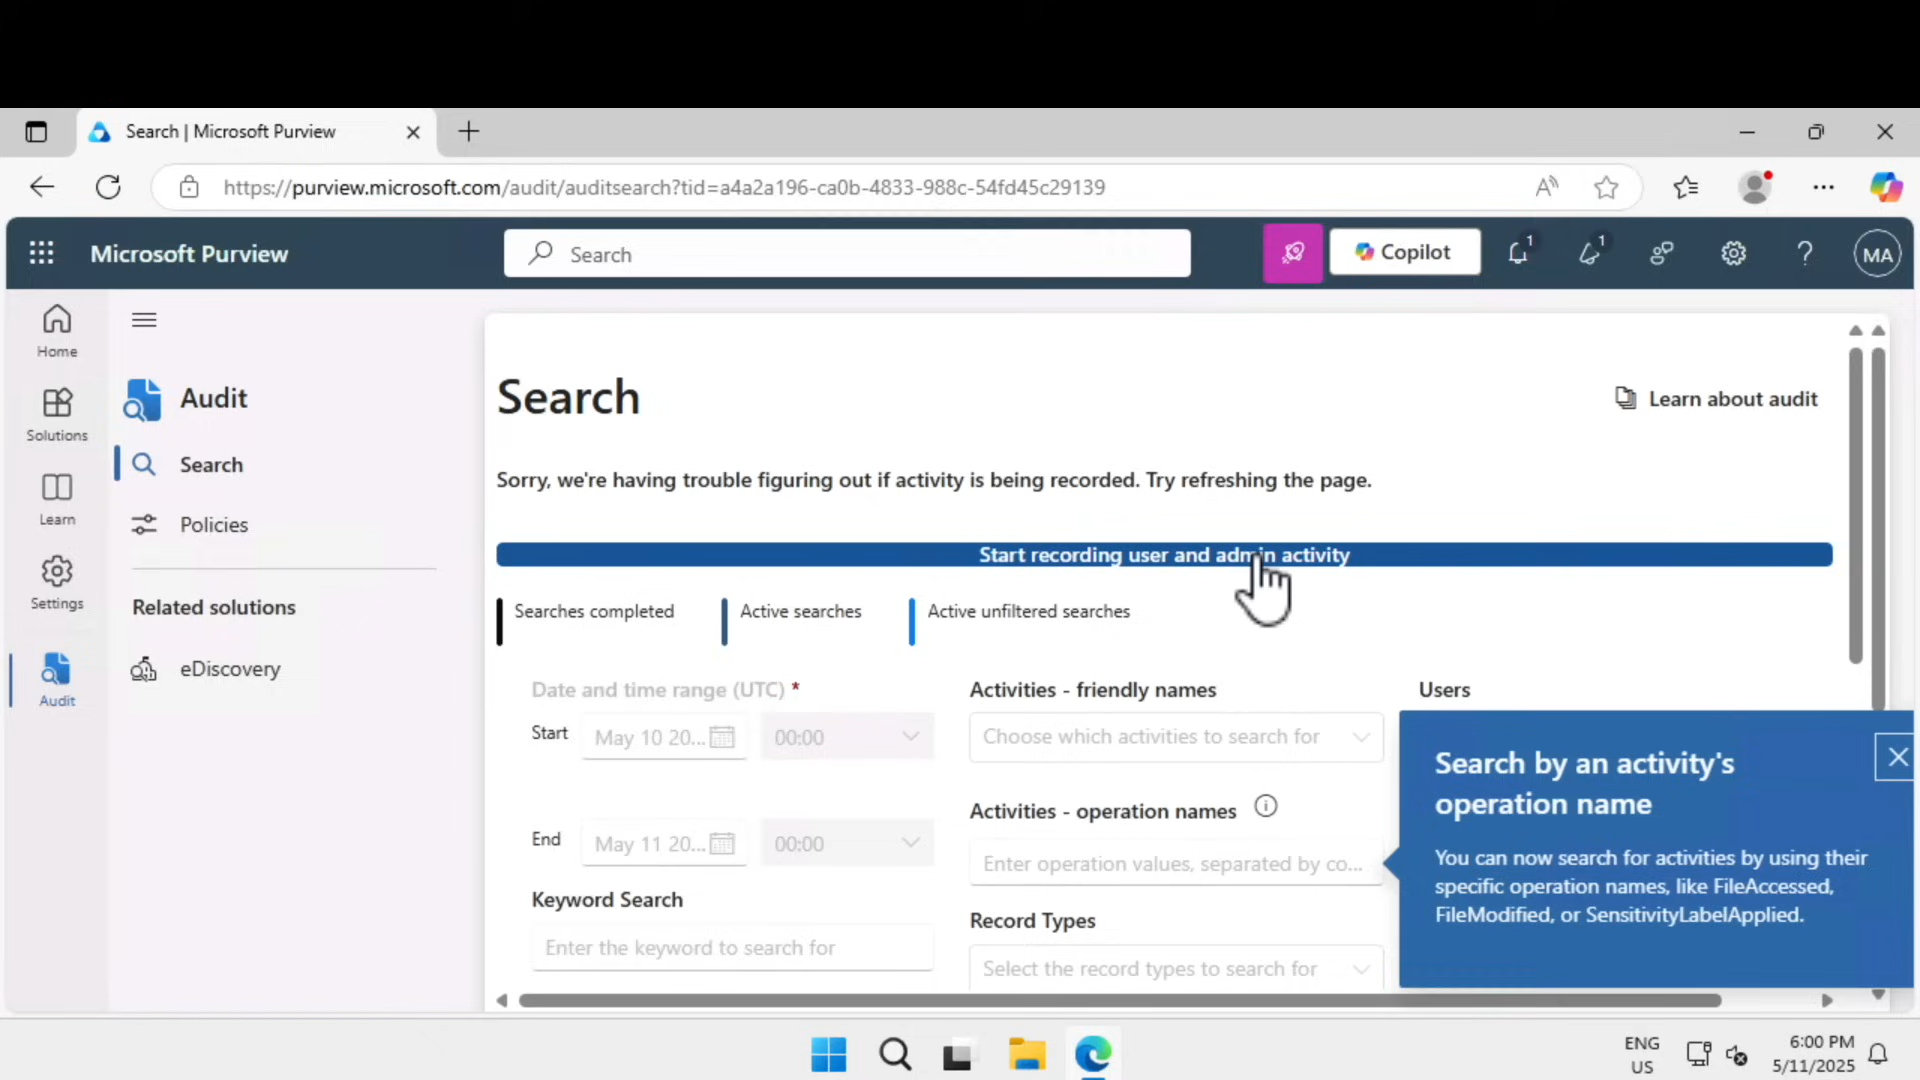 Search | Microsoft Purview
https://purview.microsoft.com/audit/auditsearch?tid=a4a2a196-ca0b-4833-988c-54fd45c29139
Microsoft Purview
Search
Copilot
1
1
MA
Home
Solutions
Learn
Settings
Audit
Audit
Search
Policies
Related solutions
eDiscovery
Search
Learn about audit
Sorry, we're having trouble figuring out if activity is being recorded. Try refreshing the page.
Start recording user and admin activity
Searches completed
Active searches
Active unfiltered searches
Date and time range (UTC) *
Start
May 10 20...
00:00
End
May 11 20...
00:00
Keyword Search
Enter the keyword to search for
Activities - friendly names
Choose which activities to search for
Activities - operation names
Enter operation values, separated by co...
Record Types
Select the record types to search for
Users
Search by an activity's
operation name
You can now search for activities by using their
specific operation names, like FileAccessed,
FileModified, or SensitivityLabelApplied.
ENG
US
6:00 PM
5/11/2025